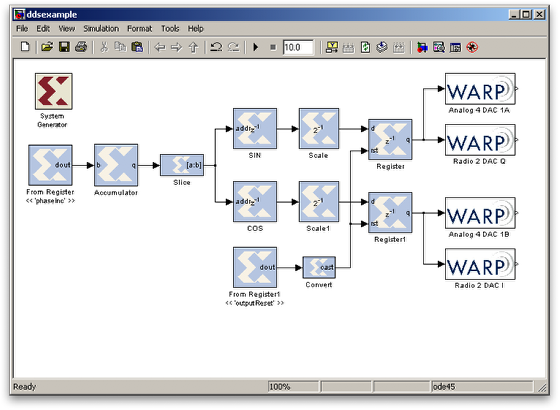 ddsexample
File Edit View Simulation Format Tools Help
10.0
System
Generator
dout
From Register
<< 'phaseInc' >>
b q
Accumulator
[a:b]
Slice
addr z⁻¹
SIN
addr z⁻¹
COS
2⁻¹
Scale
2⁻¹
Scale1
d
rst
z⁻¹
q
Register
d
rst
z⁻¹
q
Register1
dout
From Register1
<< 'outputReset' >>
cast
Convert
WARP
Analog 4 DAC 1A
WARP
Radio 2 DAC Q
WARP
Analog 4 DAC 1B
WARP
Radio 2 DAC I
Ready 100% ode45